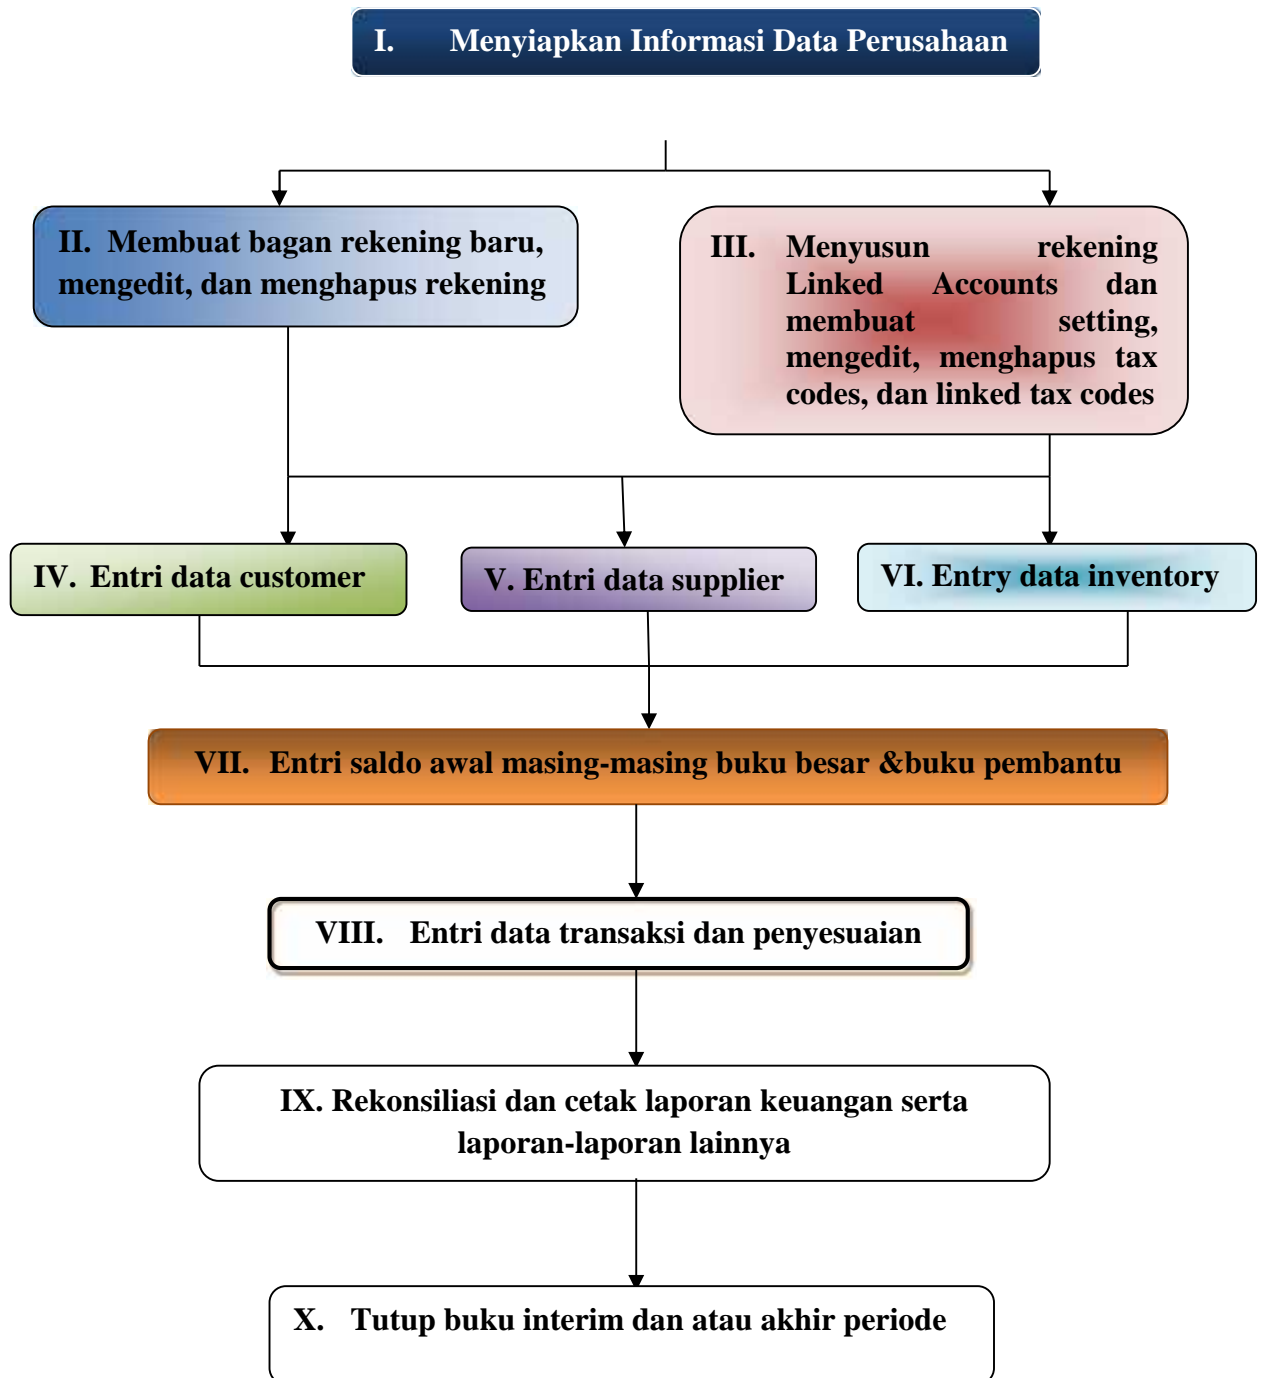 I. Menyiapkan Informasi Data Perusahaan
II. Membuat bagan rekening baru,
mengedit, dan menghapus rekening
III. Menyusun rekening
Linked Accounts dan
membuat setting,
mengedit, menghapus tax
codes, dan linked tax codes
IV. Entri data customer
V. Entri data supplier
VI. Entry data inventory
VII. Entri saldo awal masing-masing buku besar &buku pembantu
VIII. Entri data transaksi dan penyesuaian
IX. Rekonsiliasi dan cetak laporan keuangan serta
laporan-laporan lainnya
X. Tutup buku interim dan atau akhir periode